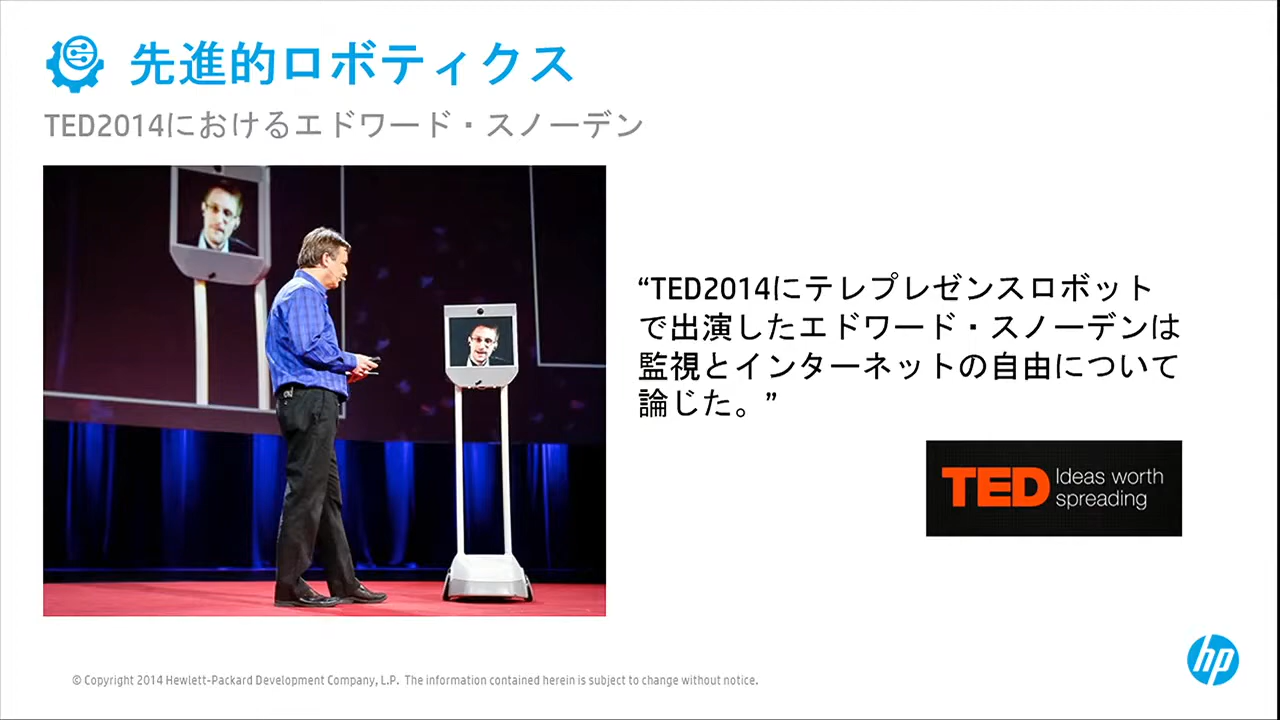 先進的ロボティクス
TED2014におけるエドワード・スノーデン
“TED2014にテレプレゼンスロボット
で出演したエドワード・スノーデンは
監視とインターネットの自由について
論じた。”
TED Ideas worth
spreading
hp
© Copyright 2014 Hewlett-Packard Development Company, L.P. The information contained herein is subject to change without notice.